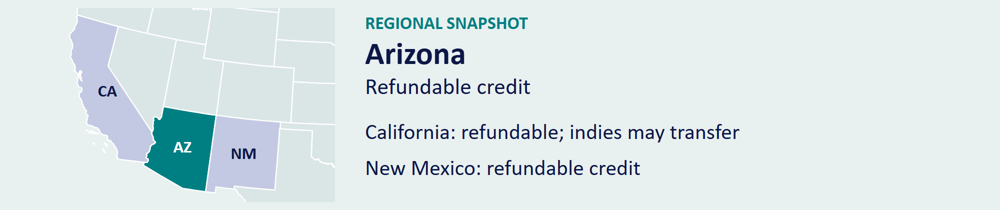 REGIONAL SNAPSHOT
Arizona
Refundable credit
California: refundable; indies may transfer
New Mexico: refundable credit
CA
AZ
NM